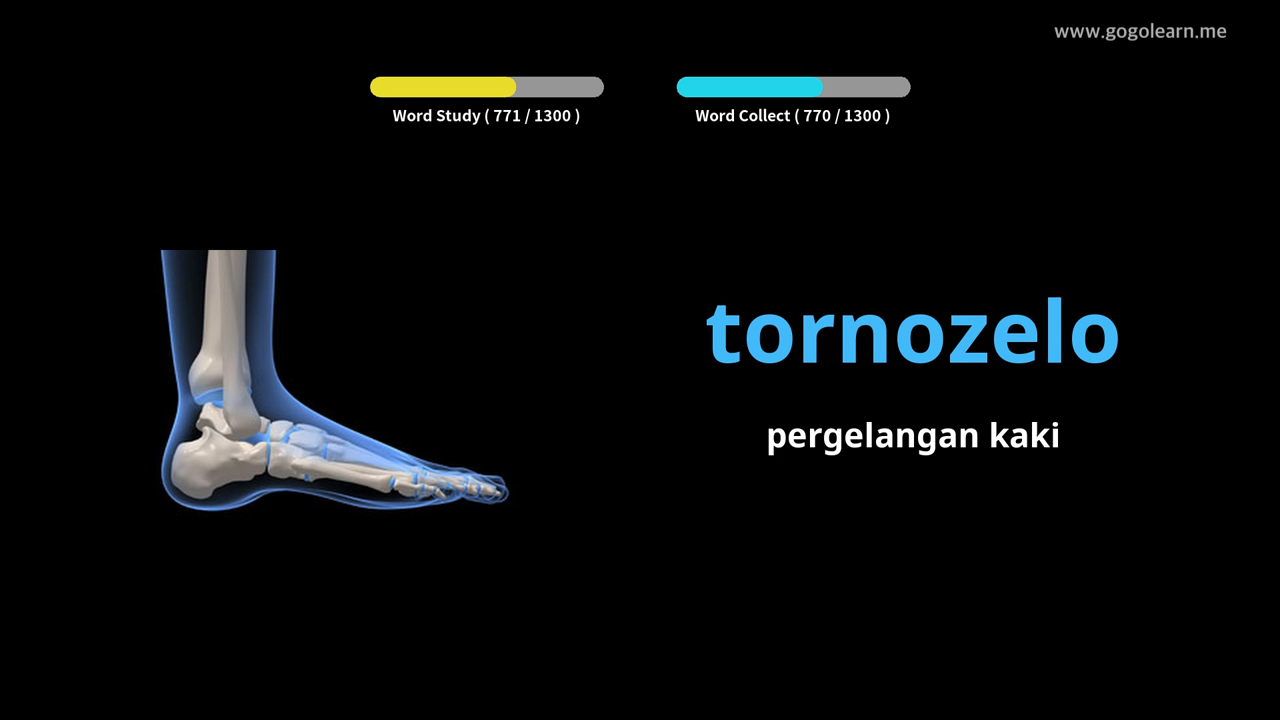 www.gogolearn.me
Word Study ( 771 / 1300 )
Word Collect ( 770 / 1300 )
tornozelo
pergelangan kaki